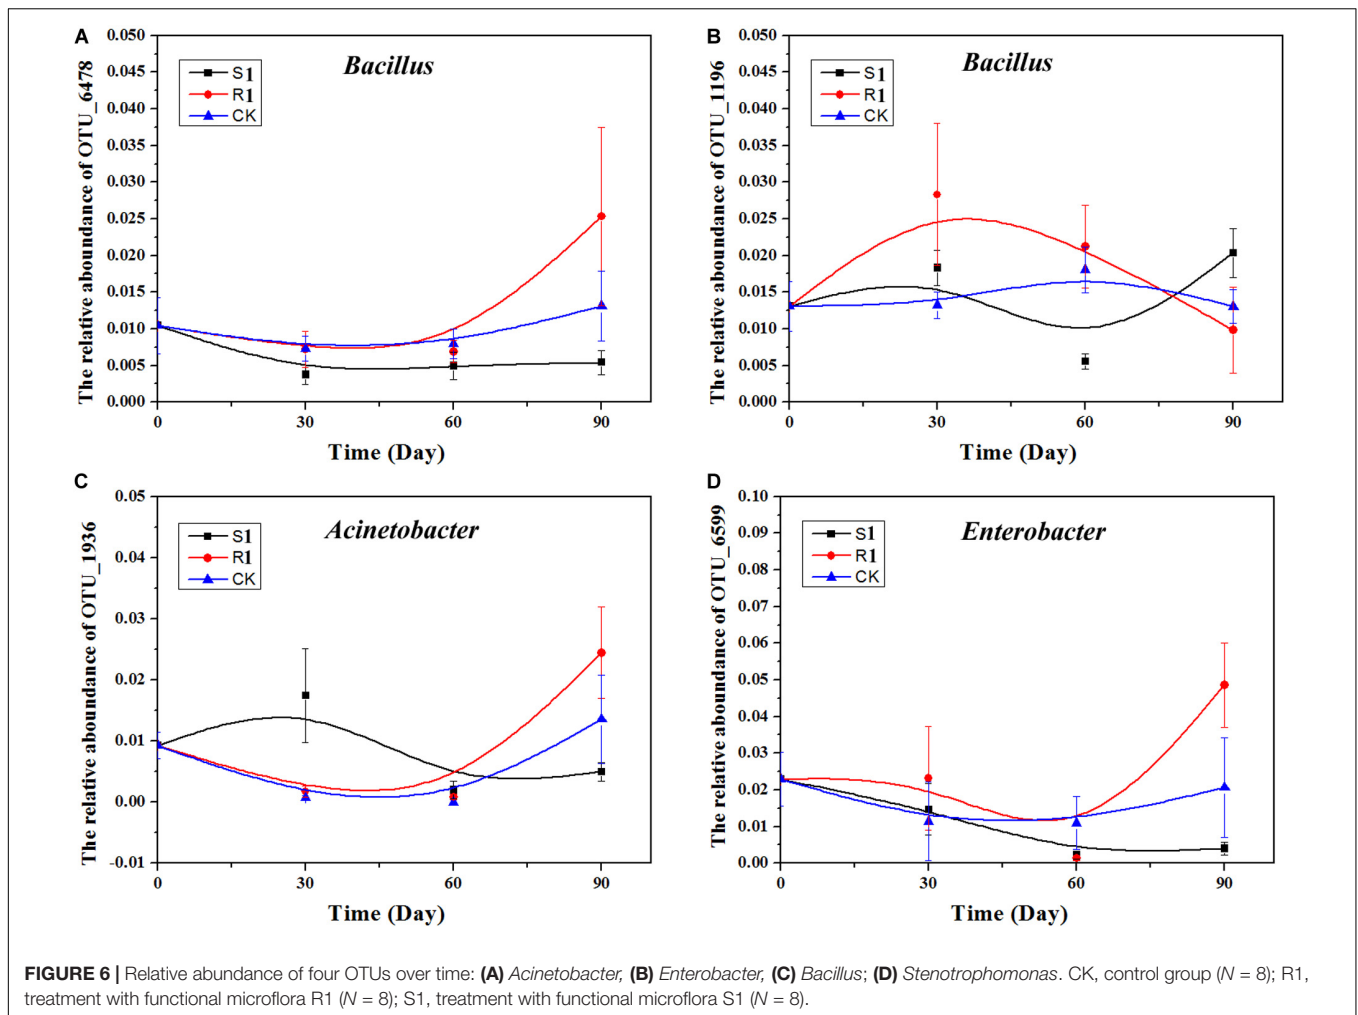 A
Bacillus
S1
R1
CK
The relative aboundance of OTU_6478
0.050
0.045
0.040
0.035
0.030
0.025
0.020
0.015
0.010
0.005
0.000
0 30 60 90
Time (Day)
B
Bacillus
S1
R1
CK
The relative aboundance of OTU_1196
0.050
0.045
0.040
0.035
0.030
0.025
0.020
0.015
0.010
0.005
0.000
0 30 60 90
Time (Day)
C
Acinetobacter
S1
R1
CK
The relative aboundance of OTU_1936
0.05
0.04
0.03
0.02
0.01
0.00
-0.01
0 30 60 90
Time (Day)
D
Enterobacter
S1
R1
CK
The relative aboundance of OTU_6599
0.10
0.09
0.08
0.07
0.06
0.05
0.04
0.03
0.02
0.01
0.00
0 30 60 90
Time (Day)
FIGURE 6 | Relative abundance of four OTUs over time: (A) Acinetobacter, (B) Enterobacter, (C) Bacillus; (D) Stenotrophomonas. CK, control group (N = 8); R1,
treatment with functional microflora R1 (N = 8); S1, treatment with functional microflora S1 (N = 8).